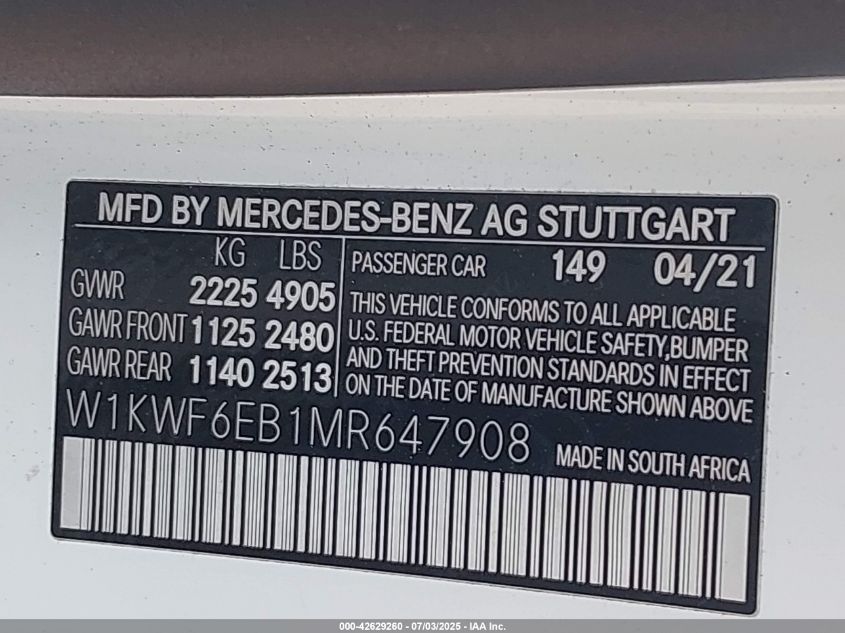 MFD BY MERCEDES-BENZ AG STUTTGART
KG LBS
GVWR 2225 4905
GAWR FRONT 1125 2480
GAWR REAR 1140 2513
PASSENGER CAR 149 04/21
THIS VEHICLE CONFORMS TO ALL APPLICABLE
U.S. FEDERAL MOTOR VEHICLE SAFETY,BUMPER
AND THEFT PREVENTION STANDARDS IN EFFECT
ON THE DATE OF MANUFACTURE SHOWN ABOVE
W1KWF6EB1MR647908
MADE IN SOUTH AFRICA
000-42629260 - 07/03/2025 - IAA Inc.